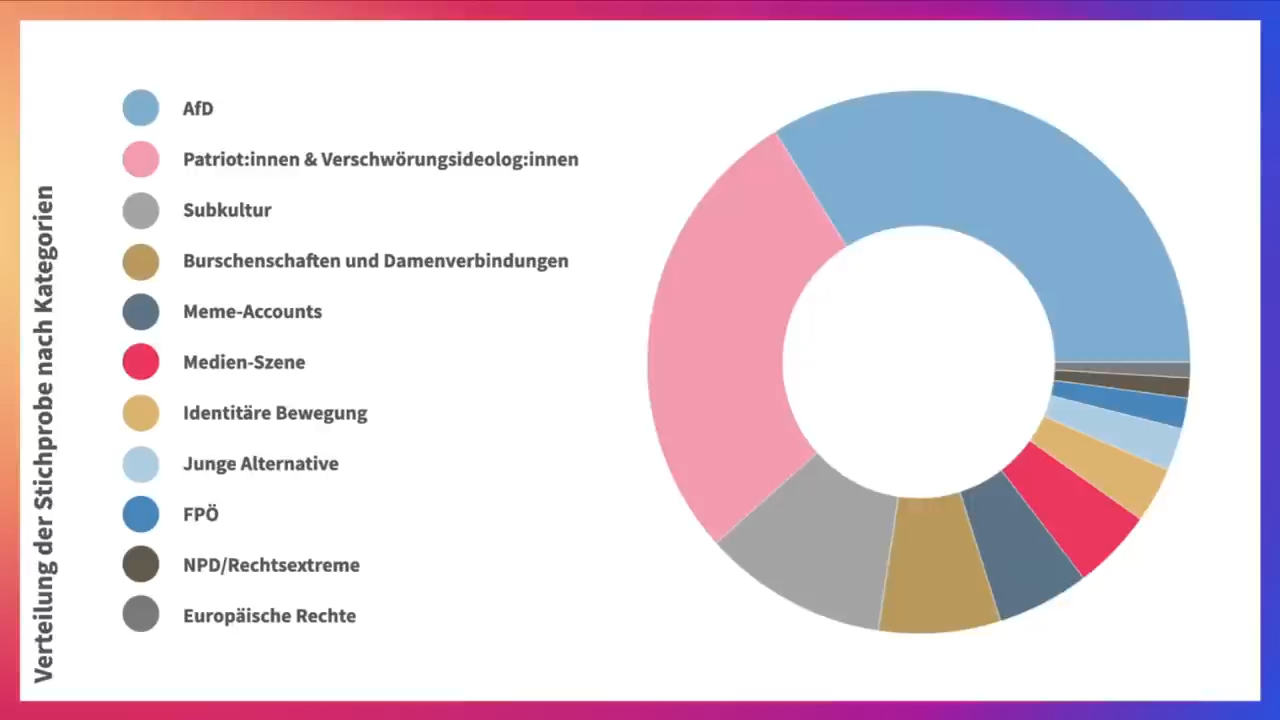 Verteilung der Stichprobe nach Kategorien
AfD
Patriot:innen & Verschwörungsideolog:innen
Subkultur
Burschenschaften und Damenverbindungen
Meme-Accounts
Medien-Szene
Identitäre Bewegung
Junge Alternative
FPÖ
NPD/Rechtsextreme
Europäische Rechte